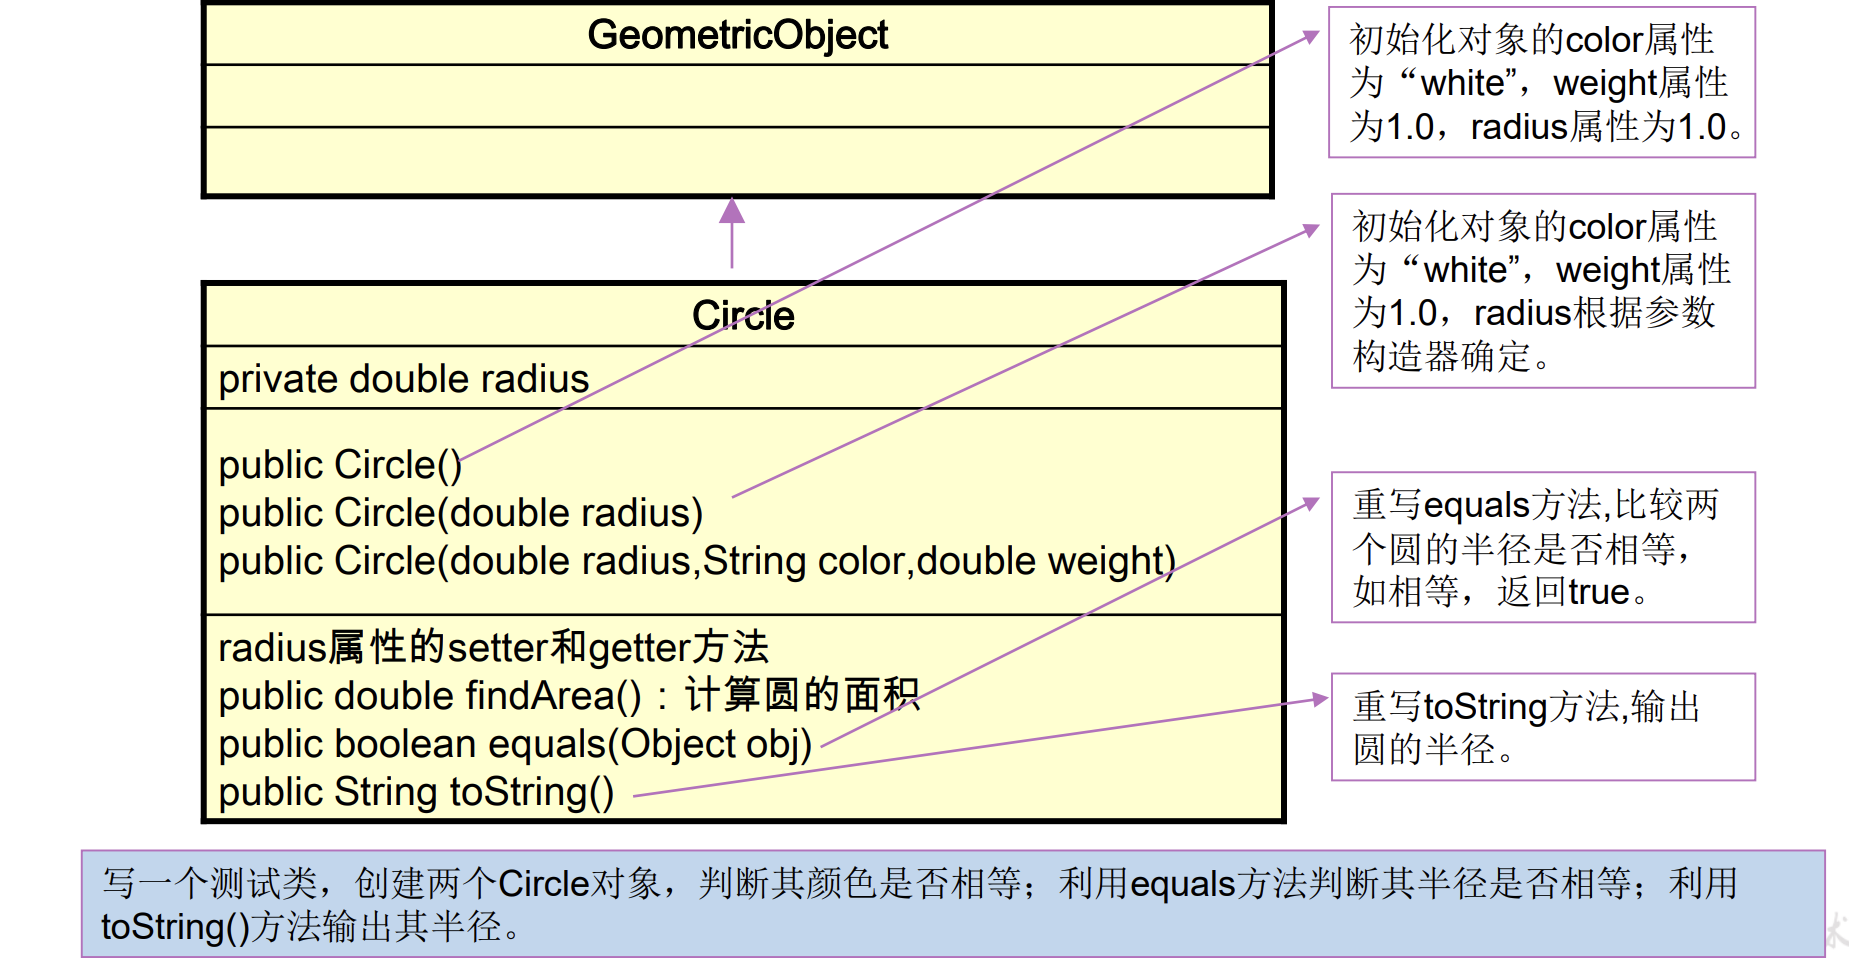 GeometricObject
初始化对象的color属性
为“white”，weight属性
为1.0，radius属性为1.0。
初始化对象的color属性
为“white”，weight属性
为1.0，radius根据参数
构造器确定。
Circle
private double radius
public Circle()
public Circle(double radius)
public Circle(double radius,String color,double weight)
重写equals方法,比较两
个圆的半径是否相等，
如相等，返回true。
radius属性的setter和getter方法
public double findArea()：计算圆的面积
public boolean equals(Object obj)
public String toString()
重写toString方法,输出
圆的半径。
写一个测试类，创建两个Circle对象，判断其颜色是否相等；利用equals方法判断其半径是否相等；利用
toString()方法输出其半径。